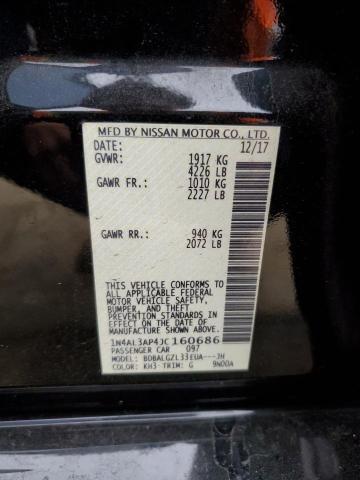 MFD BY NISSAN MOTOR CO., LTD.
DATE: 12/17
GVWR: 1917 KG
4226 LB
GAWR FR.: 1010 KG
2227 LB
GAWR RR.: 940 KG
2072 LB
THIS VEHICLE CONFORMS TO
ALL APPLICABLE FEDERAL
MOTOR VEHICLE SAFETY,
BUMPER, AND THEFT
PREVENTION STANDARDS IN
EFFECT ON THE DATE OF
MANUFACTURE SHOWN ABOVE.
1N4AL3AP4JC160686
PASSENGER CAR 097
MODEL: BDBALGZL33EUA---JH
COLOR: KH3 TRIM: G 9N00A